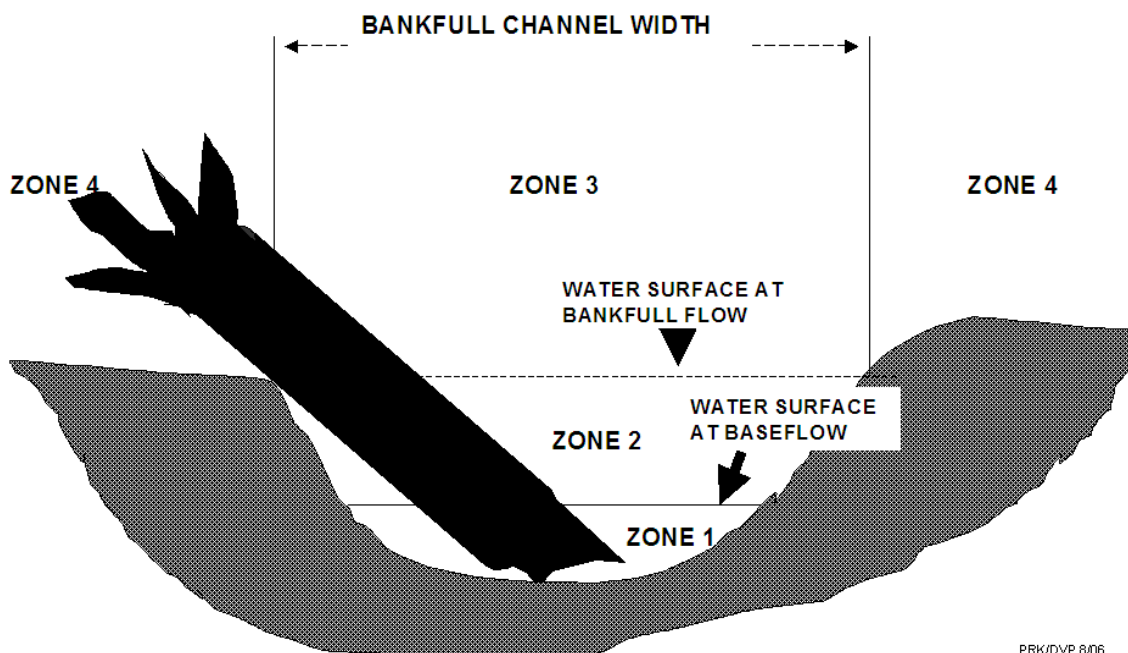 BANKFULL CHANNEL WIDTH
ZONE 4
ZONE 3
ZONE 4
WATER SURFACE AT
BANKFULL FLOW
WATER SURFACE
AT BASEFLOW
ZONE 2
ZONE 1
PRK/DVP 8/06